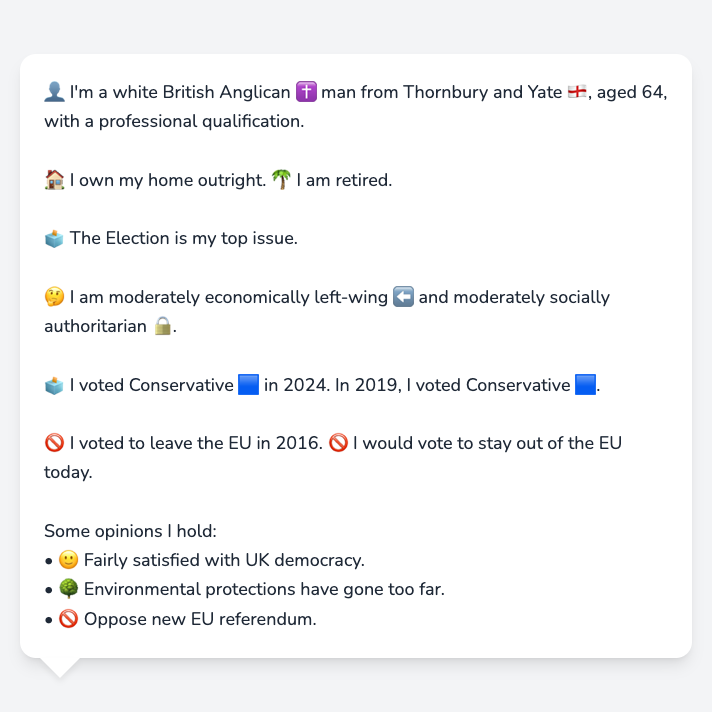 👤 I'm a white British Anglican ✝️ man from Thornbury and Yate 🏴󠁧󠁢󠁥󠁮󠁧󠁿, aged 64,
with a professional qualification.
🏠 I own my home outright. 🌴 I am retired.
🗳️ The Election is my top issue.
🤔 I am moderately economically left-wing ⬅️ and moderately socially
authoritarian 🔒.
🗳️ I voted Conservative 🟦 in 2024. In 2019, I voted Conservative 🟦.
🚫 I voted to leave the EU in 2016. 🚫 I would vote to stay out of the EU
today.
Some opinions I hold:
• 🙂 Fairly satisfied with UK democracy.
• 🌳 Environmental protections have gone too far.
• 🚫 Oppose new EU referendum.